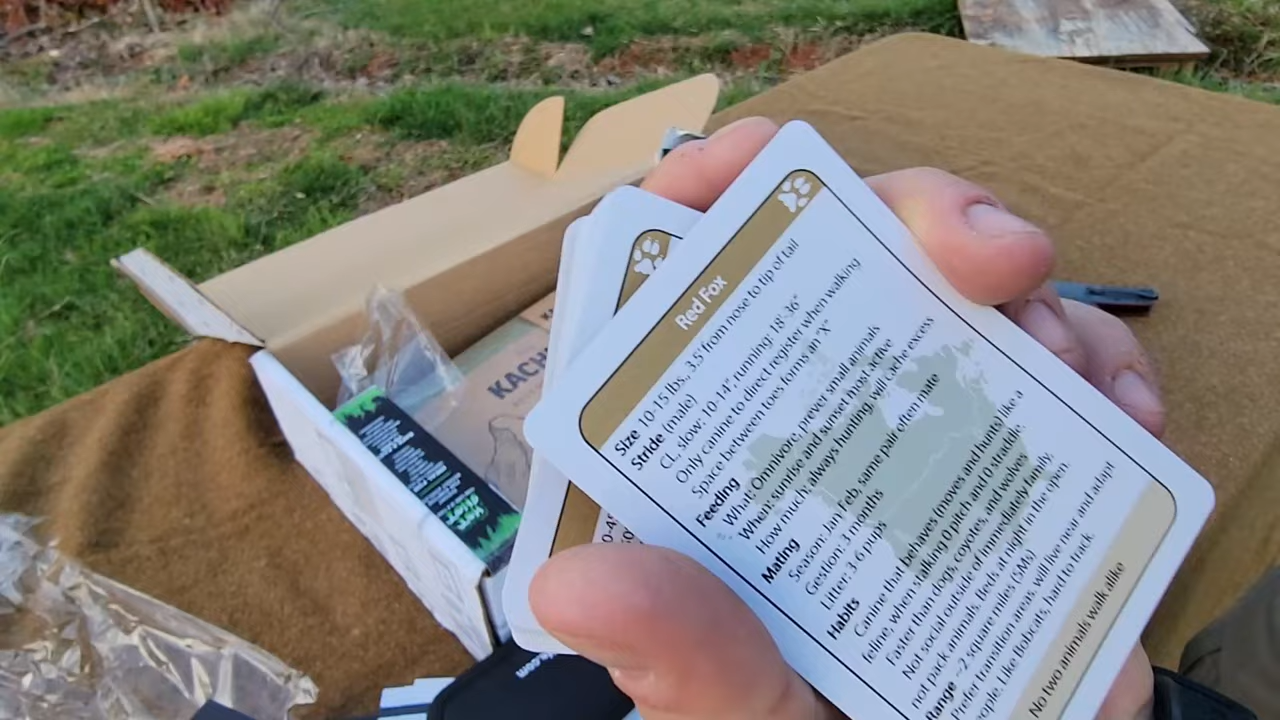 Red Fox
Size 10-15 lbs., 3.5' from nose to tip of tail
Stride (male)
CL slow: 10-14", running: 18"-36"
Only canine to direct register when walking
Space between toes forms an "X"
Feeding
What: Omnivore, prefer small animals
When: sunrise and sunset most active
How much: always hunting, will cache excess
Mating
Season: Jan-Feb, same pair often mate
Gestion: 3 months
Litter: 3-6 pups
Habits
Canine that behaves (moves and hunts) like a
feline, when stalking 0 pitch and 0 straddle.
Faster than dogs, coyotes, and wolves
Not social outside of immediate family,
not pack animals, beds at night in the open.
Range ~2 square miles (5Ms)
Prefer transition areas, will live near and adapt
people. Like Bobcats, hard to track.
No two animals walk alike
KACH